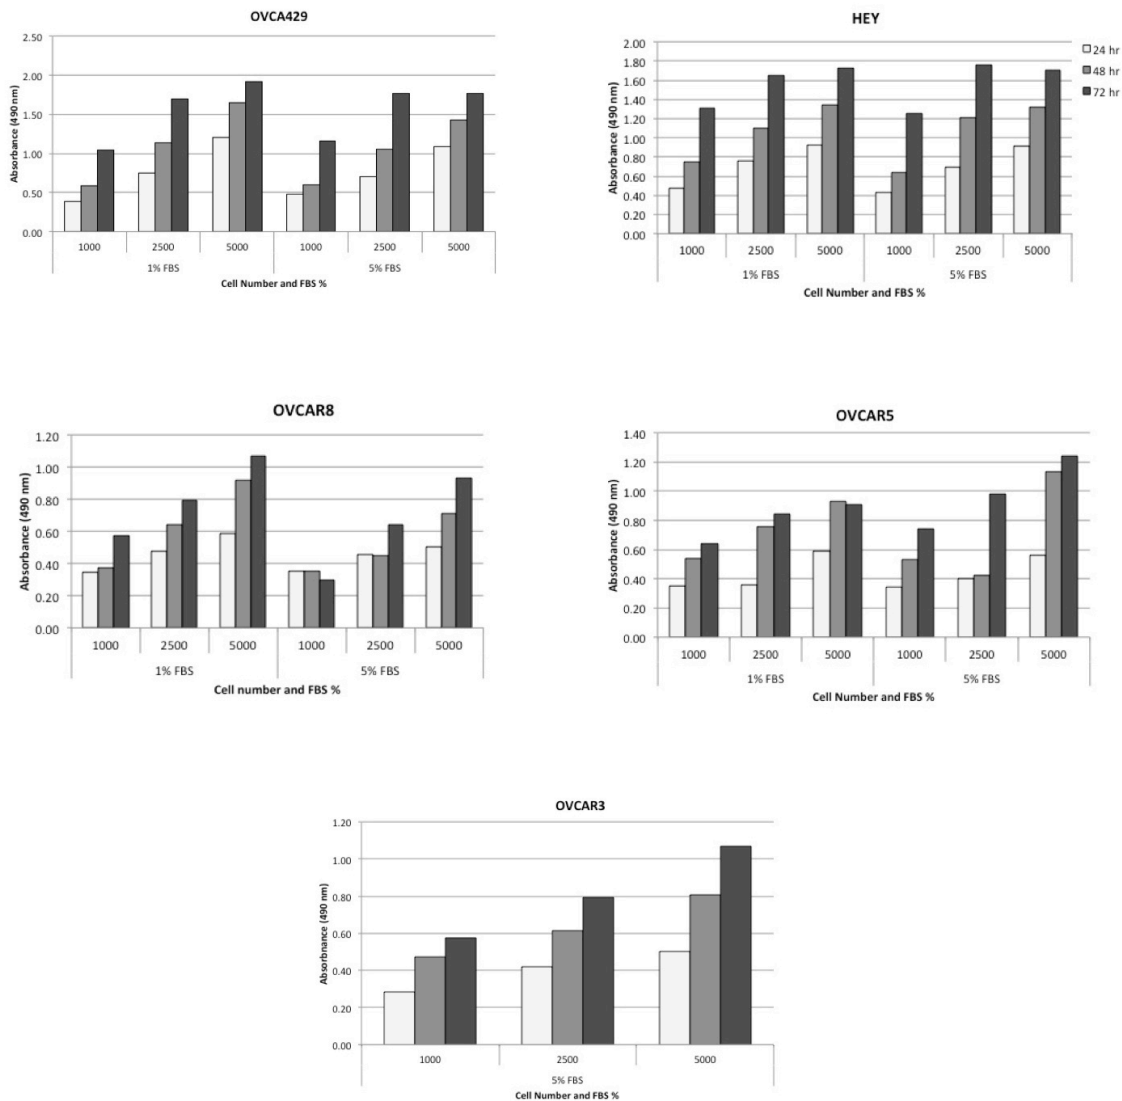 OVCA429
2.50
2.00
1.50
1.00
0.50
0.00
Absorbance (490 nm)
1000 2500 5000 1000 2500 5000
1% FBS 5% FBS
Cell Number and FBS %
HEY
2.00
1.80
1.60
1.40
1.20
1.00
0.80
0.60
0.40
0.20
0.00
Absorbance (490 nm)
1000 2500 5000 1000 2500 5000
1% FBS 5% FBS
Cell Number and FBS %
24 hr
48 hr
72 hr
OVCAR8
1.20
1.00
0.80
0.60
0.40
0.20
0.00
Absorbance (490 nm)
1000 2500 5000 1000 2500 5000
1% FBS 5% FBS
Cell number and FBS %
OVCAR5
1.40
1.20
1.00
0.80
0.60
0.40
0.20
0.00
Absorbance (490 nm)
1000 2500 5000 1000 2500 5000
1% FBS 5% FBS
Cell Number and FBS %
OVCAR3
1.20
1.00
0.80
0.60
0.40
0.20
0.00
Absorbnance (490 nm)
1000 2500 5000
5% FBS
Cell Number and FBS %